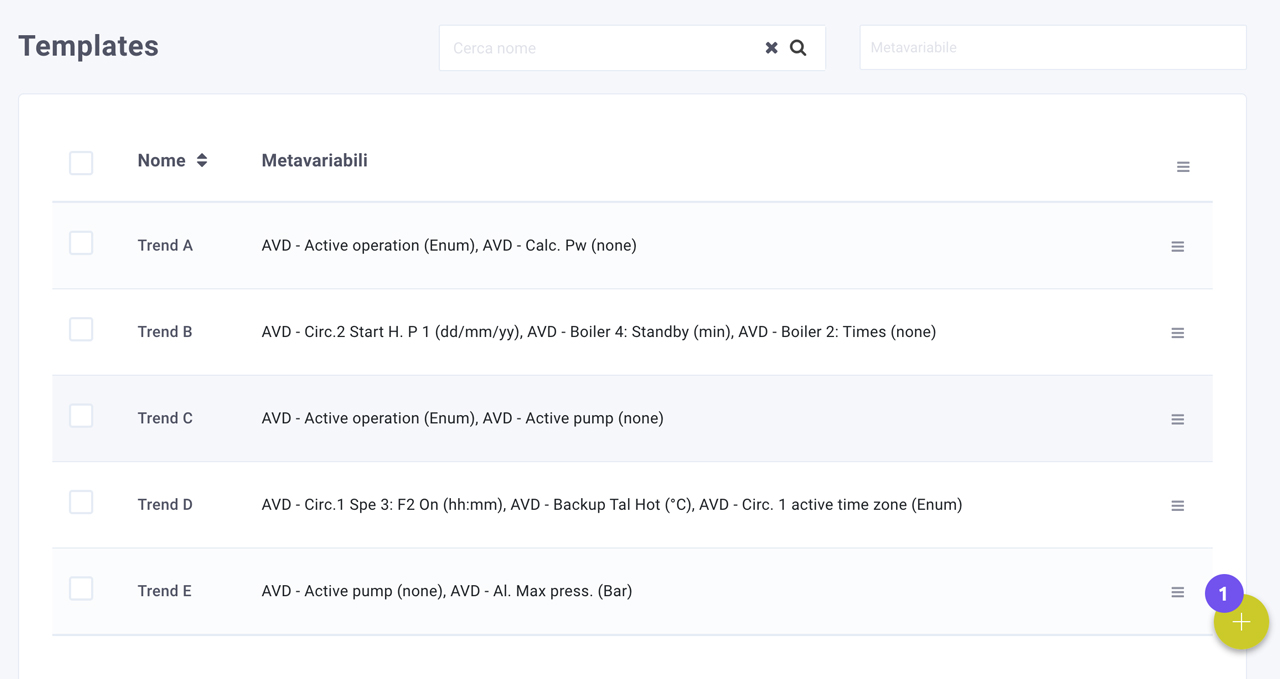 Templates
Cerca nome
Metavariabile
Nome Metavariabili
Trend A AVD - Active operation (Enum), AVD - Calc. Pw (none)
Trend B AVD - Circ.2 Start H. P 1 (dd/mm/yy), AVD - Boiler 4: Standby (min), AVD - Boiler 2: Times (none)
Trend C AVD - Active operation (Enum), AVD - Active pump (none)
Trend D AVD - Circ.1 Spe 3: F2 On (hh:mm), AVD - Backup Tal Hot (°C), AVD - Circ. 1 active time zone (Enum)
Trend E AVD - Active pump (none), AVD - Al. Max press. (Bar)
1